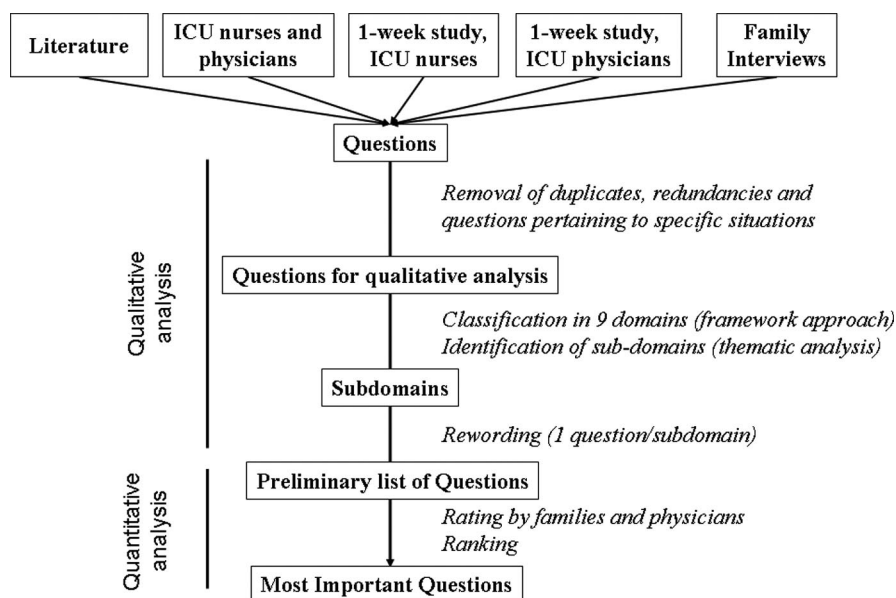 Literature
ICU nurses and
physicians
1-week study,
ICU nurses
1-week study,
ICU physicians
Family
Interviews
Questions
Removal of duplicates, redundancies and
questions pertaining to specific situations
Qualitative
analysis
Questions for qualitative analysis
Classification in 9 domains (framework approach)
Identification of sub-domains (thematic analysis)
Subdomains
Rewording (1 question/subdomain)
Quantitative
analysis
Preliminary list of Questions
Rating by families and physicians
Ranking
Most Important Questions